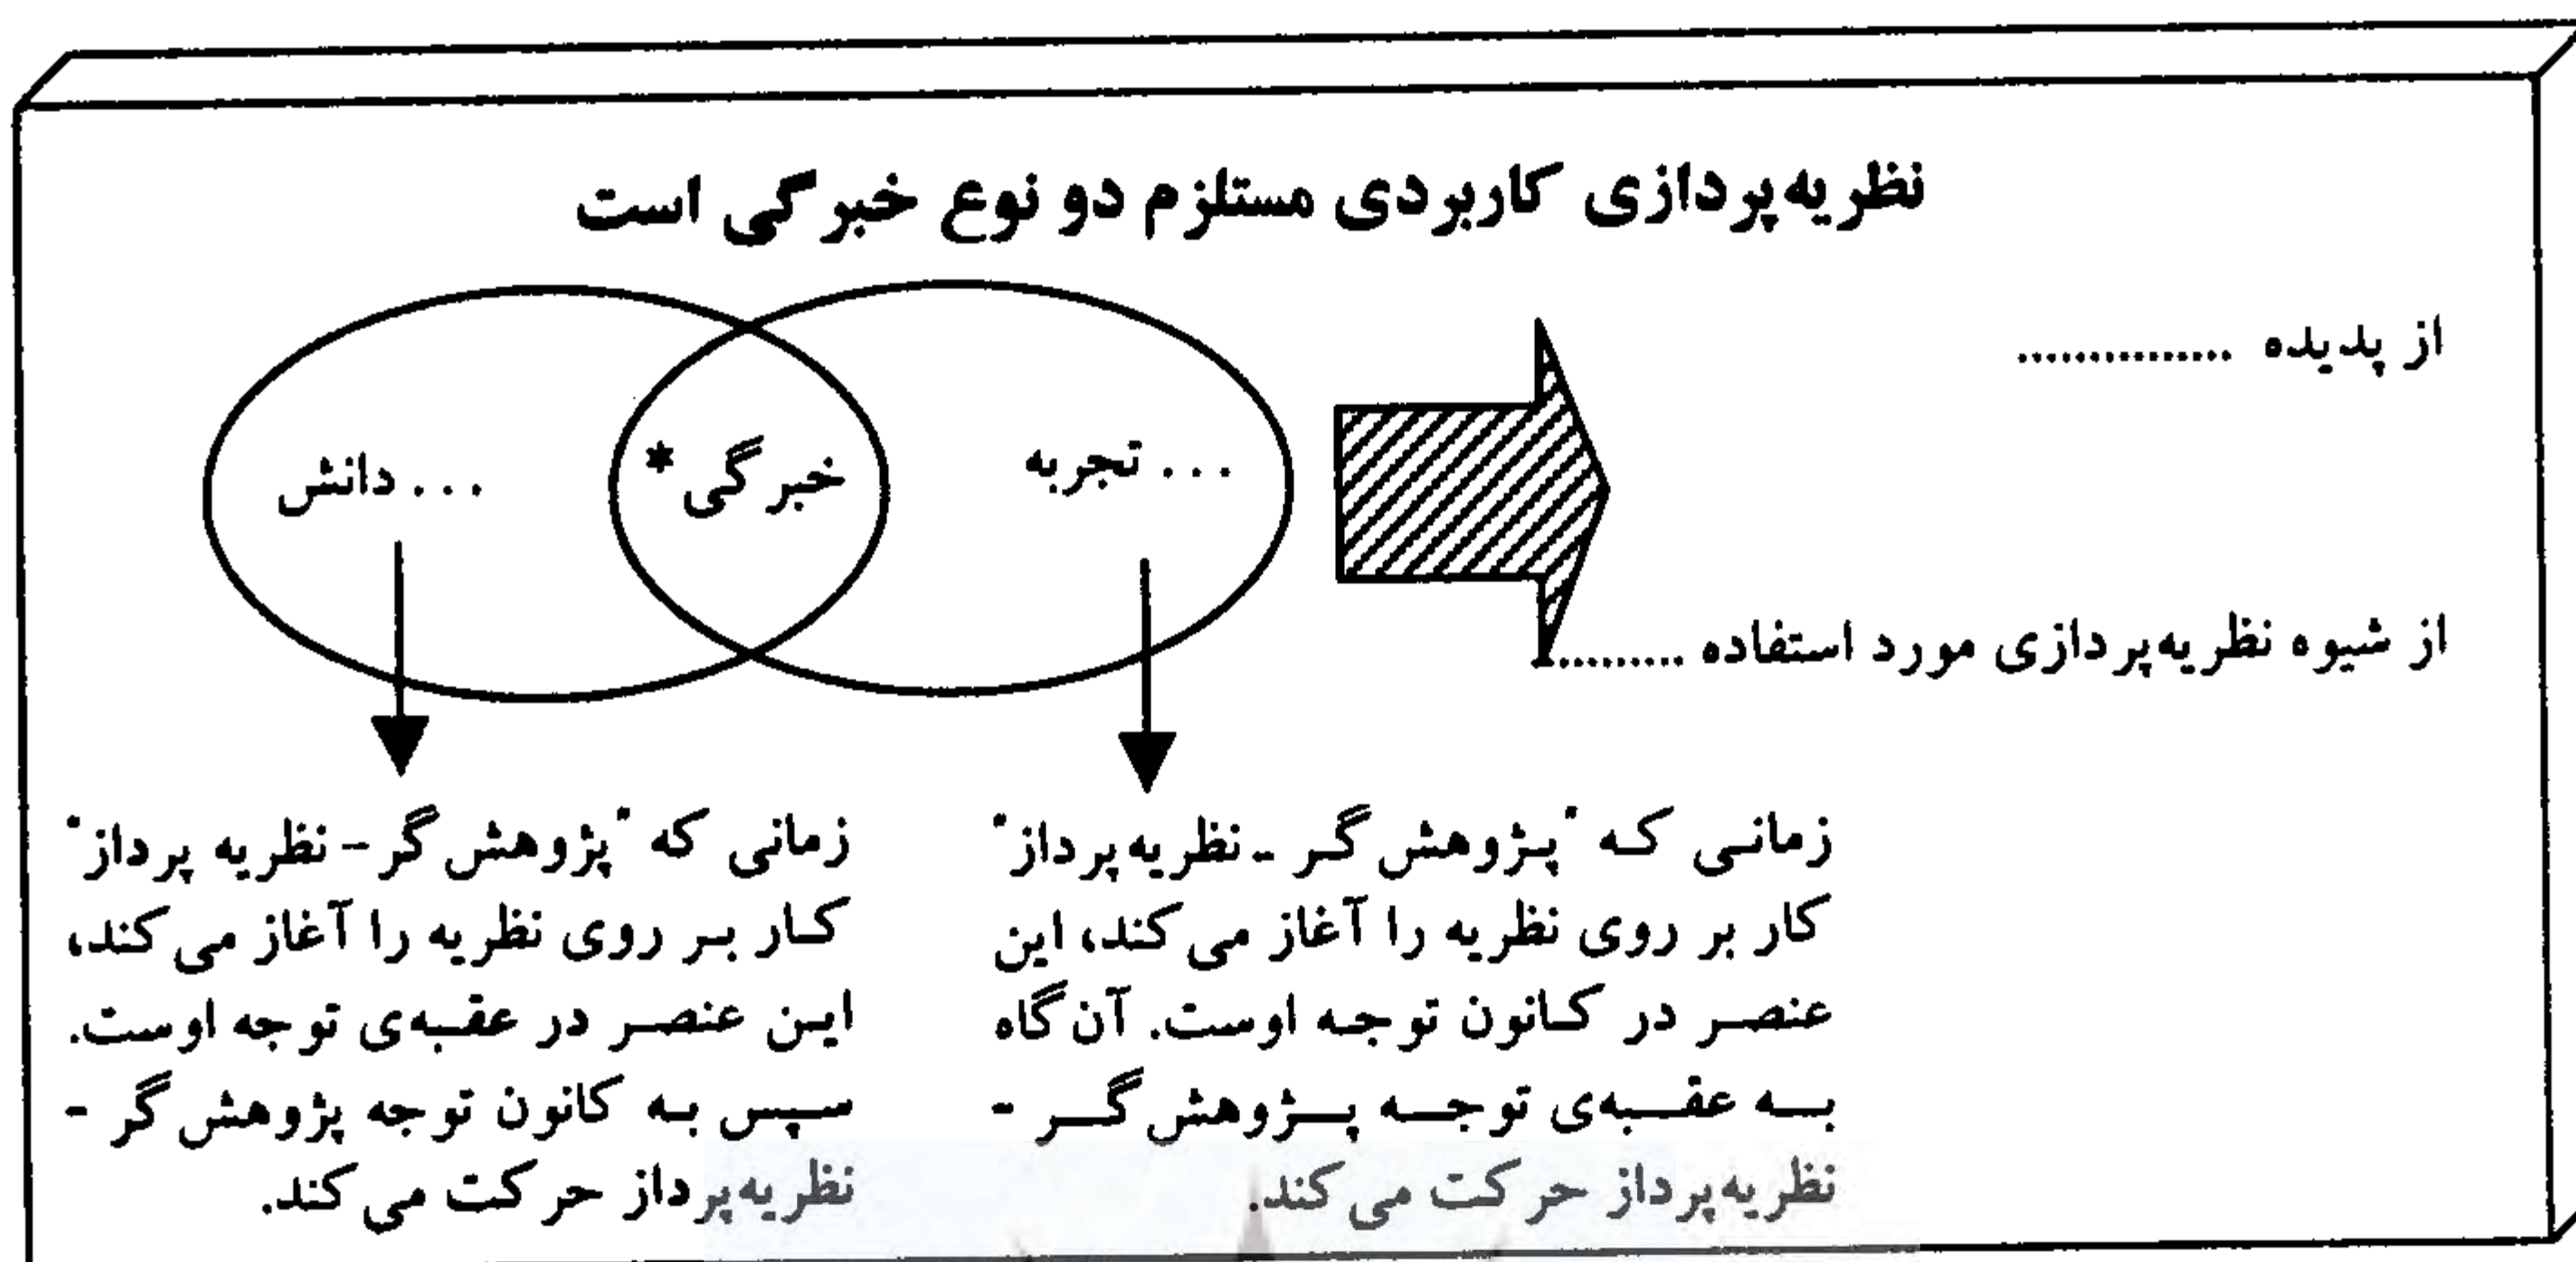 نظریه‌پردازی کاربردی مستلزم دو نوع خبرگی است
از پدیده ...............
از شیوه نظریه‌پردازی مورد استفاده ..........
... تجربه
خبرگی*
... دانش
زمانی که "پژوهش‌گر - نظریه‌پرداز"
کار بر روی نظریه را آغاز می‌کند، این
عنصر در کانون توجه اوست. آن‌گاه
به عقبه‌ی توجه پژوهش‌گر -
نظریه‌پرداز حرکت می‌کند.
زمانی که "پژوهش‌گر - نظریه پرداز"
کار بر روی نظریه را آغاز می‌کند،
این عنصر در عقبه‌ی توجه اوست.
سپس به کانون توجه پژوهش‌گر -
نظریه‌پرداز حرکت می‌کند.